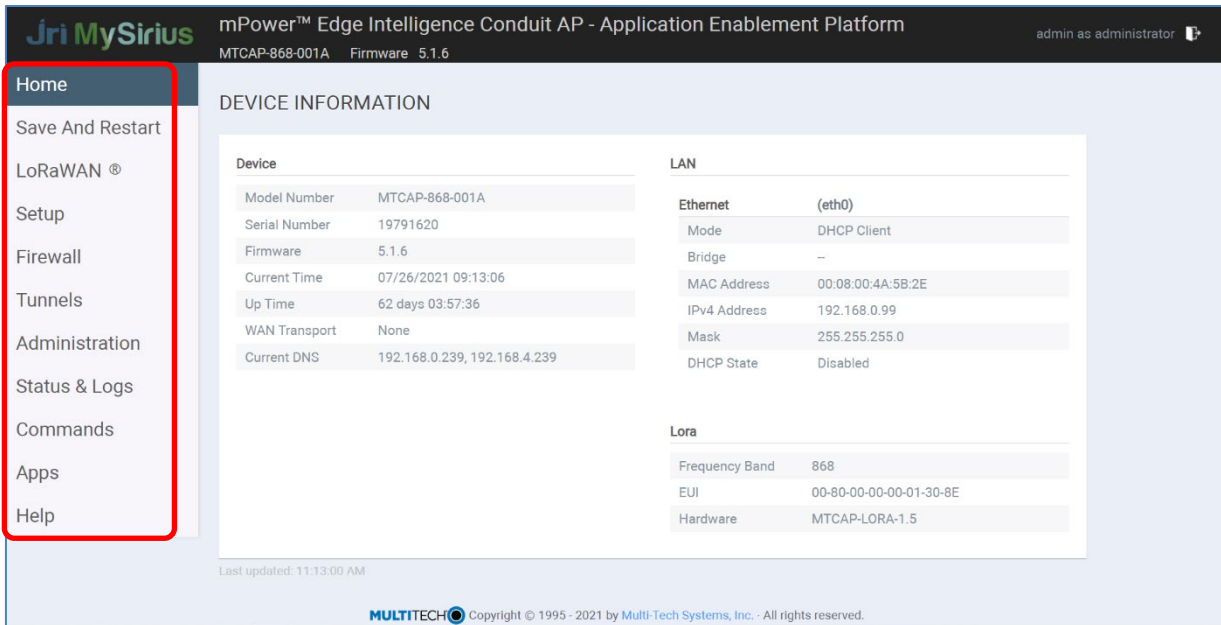 Jri MySirius
mPower™ Edge Intelligence Conduit AP - Application Enablement Platform
MTCAP-868-001A Firmware 5.1.6
admin as administrator
Home
Save And Restart
LoRaWAN ®
Setup
Firewall
Tunnels
Administration
Status & Logs
Commands
Apps
Help
DEVICE INFORMATION
Device
Model Number MTCAP-868-001A
Serial Number 19791620
Firmware 5.1.6
Current Time 07/26/2021 09:13:06
Up Time 62 days 03:57:36
WAN Transport None
Current DNS 192.168.0.239, 192.168.4.239
LAN
Ethernet (eth0)
Mode DHCP Client
Bridge --
MAC Address 00:08:00:4A:5B:2E
IPv4 Address 192.168.0.99
Mask 255.255.255.0
DHCP State Disabled
Lora
Frequency Band 868
EUI 00-80-00-00-00-01-30-8E
Hardware MTCAP-LORA-1.5
Last updated: 11:13:00 AM
MULTITECH Copyright © 1995 - 2021 by Multi-Tech Systems, Inc. - All rights reserved.